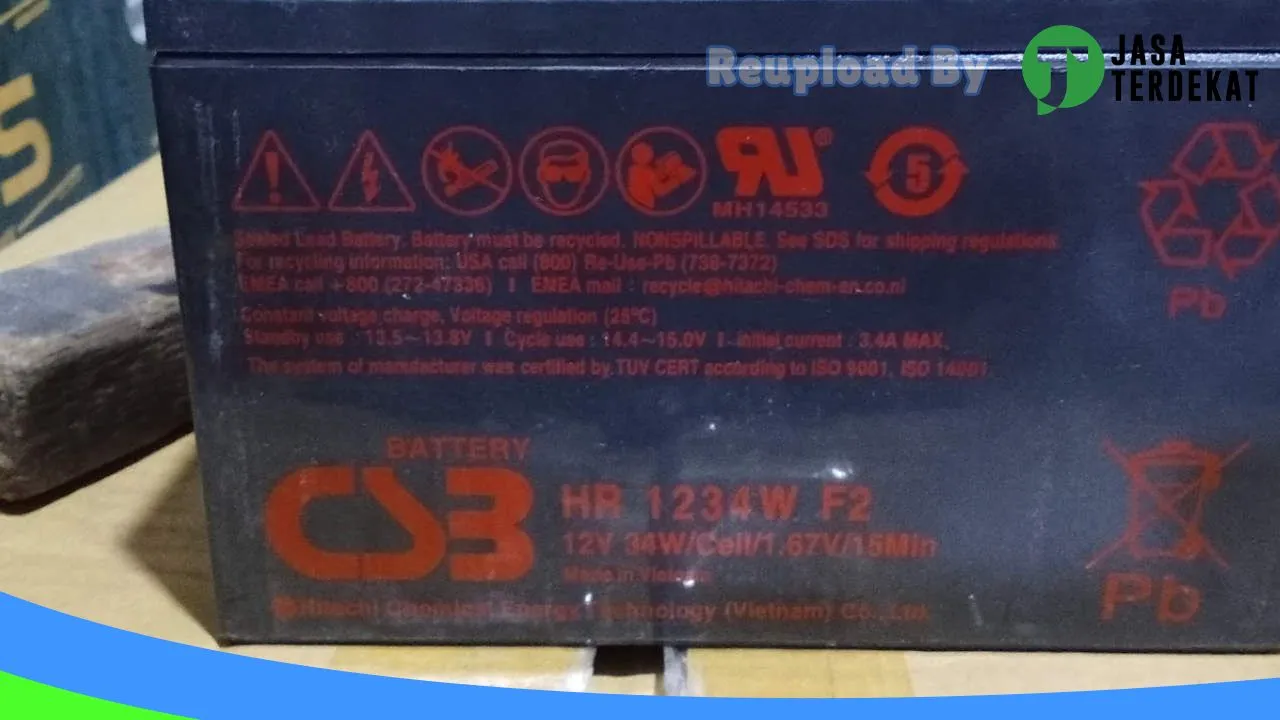 Reupload By
JASA
TERDEKAT
S
RU®
MH14533
5
Sealed Lead Battery. Battery must be recycled. NONSPILLABLE. See SDS for shipping regulations
For recycling information: USA call (800) Re-Use-Pb (738-7372)
EMEA call +800 (272-47336) I EMEA mail : recycle@hitachi-chem-en.co.nl
Pb
Constant voltage charge, Voltage regulation (25°C)
Standby use : 13.5~13.8V I Cycle use : 14.4~15.0V I Initial current : 3.4A MAX.
The system of manufacturer was certified by TUV CERT according to ISO 9001, ISO 14001.
BATTERY
CSB
HR 1234W F2
12V 34W/Cell/1.67V/15Min
Made in Vietnam
Hitachi Chemical Energy Technology (Vietnam) Co., Ltd.
Pb